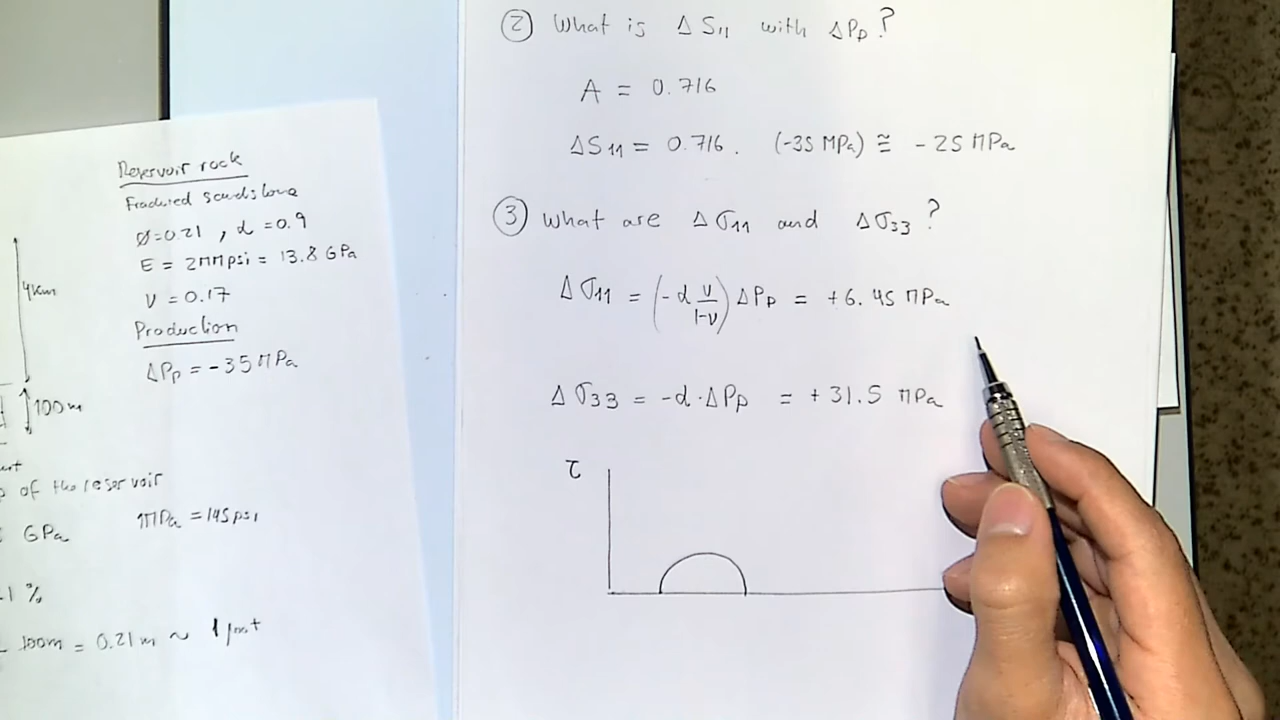 Reservoir rock
Fractured sandstone
Ø=0.21 , α = 0.9
E = 2MMpsi = 13.8 GPa
4km
ν = 0.17
Production
ΔPp = -35 MPa
100m
of the reservoir
GPa
1MPa = 145psi
1 %
100m = 0.21 m ~ 1 foot
② What is ΔS11 with ΔPp?
A = 0.716
ΔS11 = 0.716 . (-35 MPa) ≅ - 25 MPa
③ What are Δσ11 and Δσ33 ?
Δσ11 = (-α ν/1-ν) ΔPp = +6.45 MPa
Δσ33 = -α · ΔPp = +31.5 MPa
τ